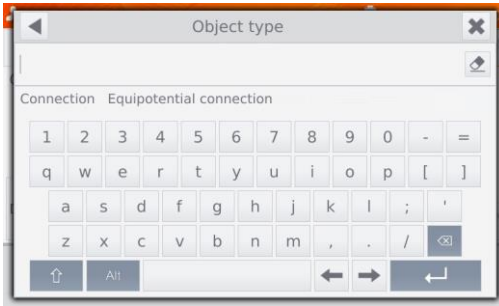 Object type
Connection Equipotential connection
1 2 3 4 5 6 7 8 9 0 - =
q w e r t y u i o p [ ]
a s d f g h j k l ; '
z x c v b n m , . /
Alt